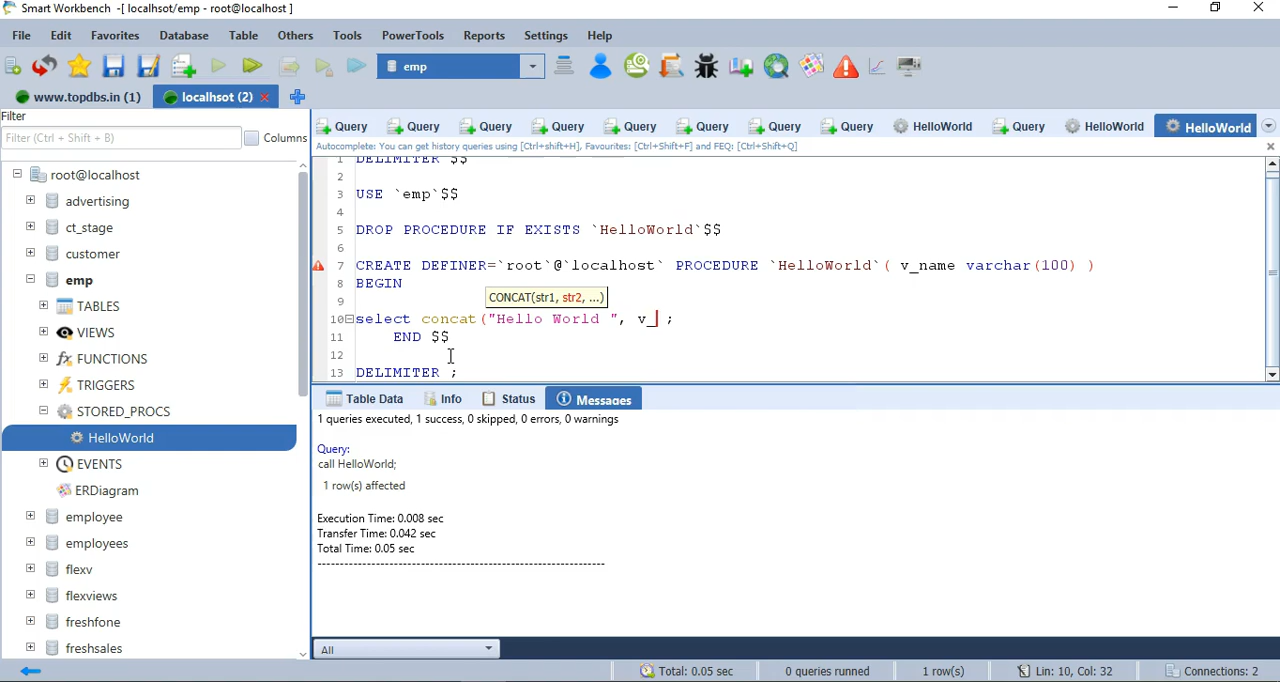 Smart Workbench -[ localhsot/emp - root@localhost ]
File Edit Favorites Database Table Others Tools PowerTools Reports Settings Help
emp
www.topdbs.in (1) localhsot (2)
Filter
Filter (Ctrl + Shift + B) Columns
root@localhost
advertising
ct_stage
customer
emp
TABLES
VIEWS
fx FUNCTIONS
TRIGGERS
STORED_PROCS
HelloWorld
EVENTS
ERDiagram
employee
employees
flexv
flexviews
freshfone
freshsales
Query Query Query Query Query Query Query Query HelloWorld Query HelloWorld HelloWorld
Autocomplete: You can get history queries using [Ctrl+shift+H], Favourites: [Ctrl+Shift+F] and FEQ: [Ctrl+Shift+Q]
1 DELIMITER $$
2
3 USE `emp`$$
4
5 DROP PROCEDURE IF EXISTS `HelloWorld`$$
6
7 CREATE DEFINER=`root`@`localhost` PROCEDURE `HelloWorld`( v_name varchar(100) )
8 BEGIN
9 CONCAT(str1, str2, ...)
10 select concat("Hello World ", v_ ;
11 END $$
12
13 DELIMITER ;
Table Data Info Status Messages
1 queries executed, 1 success, 0 skipped, 0 errors, 0 warnings
Query:
call HelloWorld;
1 row(s) affected
Execution Time: 0.008 sec
Transfer Time: 0.042 sec
Total Time: 0.05 sec
------------------------------------------------------------
All
Total: 0.05 sec 0 queries runned 1 row(s) Lin: 10, Col: 32 Connections: 2